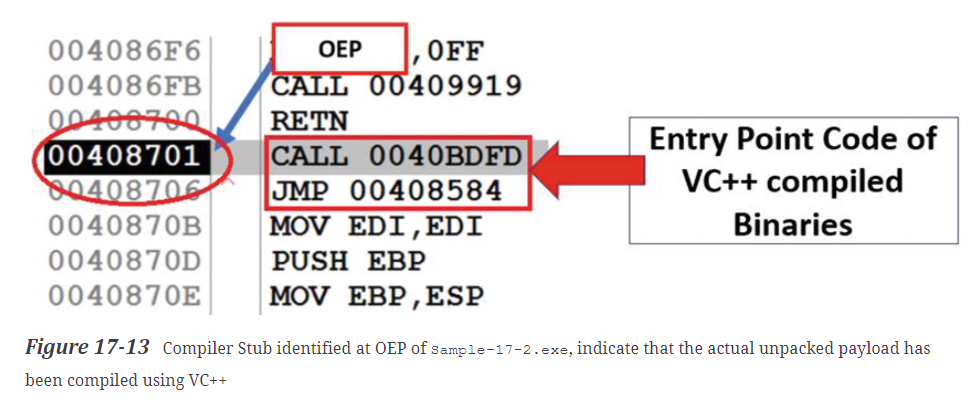 004086F6 ,0FF
OEP
004086FB CALL 00409919
00408700 RETN
00408701 CALL 0040BDFD
00408706 JMP 00408584
0040870B MOV EDI,EDI
0040870D PUSH EBP
0040870E MOV EBP,ESP
Entry Point Code of
VC++ compiled
Binaries
Figure 17-13 Compiler Stub identified at OEP of Sample-17-2.exe, indicate that the actual unpacked payload has
been compiled using VC++